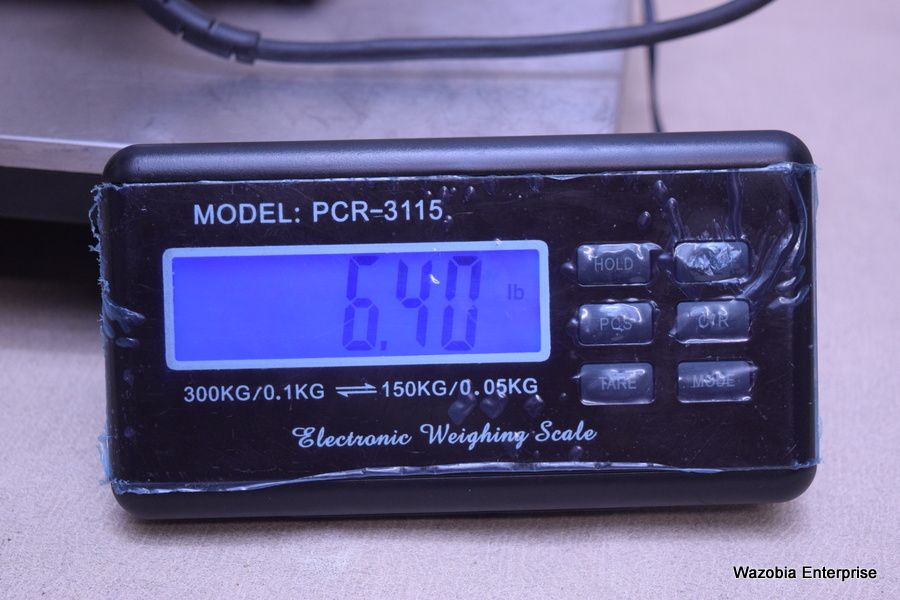 MODEL: PCR-3115
6.40 lb
HOLD
PCS
TARE MODE
300KG/0.1KG ⇌ 150KG/0.05KG
Electronic Weighing Scale
Wazobia Enterprise